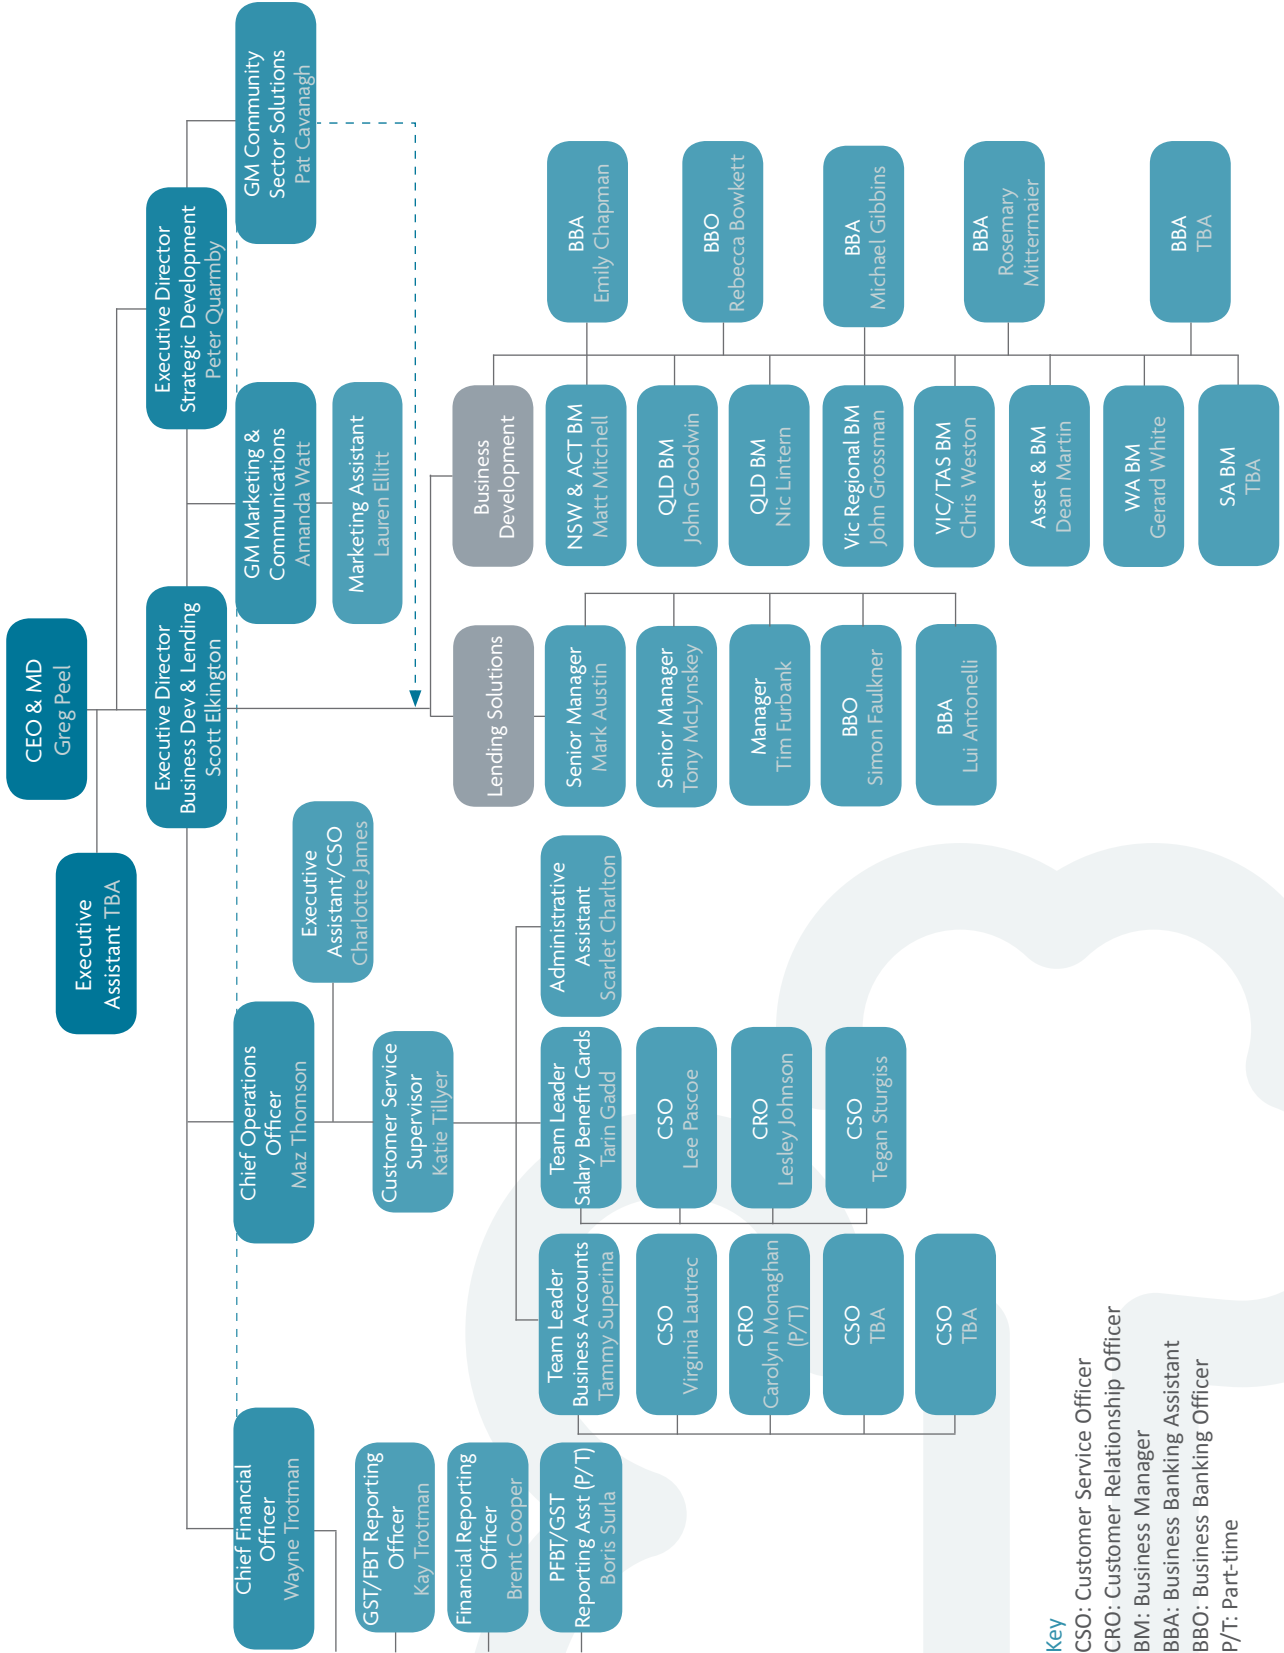 CEO & MD
Greg Peel
Executive
Assistant TBA
Executive Director
Business Dev & Lending
Scott Elkington
Executive Director
Strategic Development
Peter Quarmby
Chief Financial
Officer
Wayne Trotman
Chief Operations
Officer
Maz Thomson
GM Marketing &
Communications
Amanda Watt
GM Community
Sector Solutions
Pat Cavanagh
Executive
Assistant/CSO
Charlotte James
Marketing Assistant
Lauren Ellitt
GST/FBT Reporting
Officer
Kay Trotman
Customer Service
Supervisor
Katie Tillyer
Financial Reporting
Officer
Brent Cooper
Lending Solutions
Business
Development
PFBT/GST
Reporting Asst (P/T)
Boris Surla
Team Leader
Business Accounts
Tammy Superina
Team Leader
Salary Benefit Cards
Tarin Gadd
Administrative
Assistant
Scarlet Charlton
Senior Manager
Mark Austin
NSW & ACT BM
Matt Mitchell
BBA
Emily Chapman
CSO
Virginia Lautrec
CSO
Lee Pascoe
Senior Manager
Tony McLynskey
QLD BM
John Goodwin
BBO
Rebecca Bowkett
CRO
Carolyn Monaghan
(P/T)
CRO
Lesley Johnson
Manager
Tim Furbank
QLD BM
Nic Lintern
CSO
TBA
CSO
Tegan Sturgiss
BBO
Simon Faulkner
Vic Regional BM
John Grossman
BBA
Michael Gibbins
CSO
TBA
BBA
Lui Antonelli
VIC/TAS BM
Chris Weston
BBA
Rosemary
Mittermaier
Asset & BM
Dean Martin
WA BM
Gerard White
BBA
TBA
SA BM
TBA
Key
CSO: Customer Service Officer
CRO: Customer Relationship Officer
BM: Business Manager
BBA: Business Banking Assistant
BBO: Business Banking Officer
P/T: Part-time